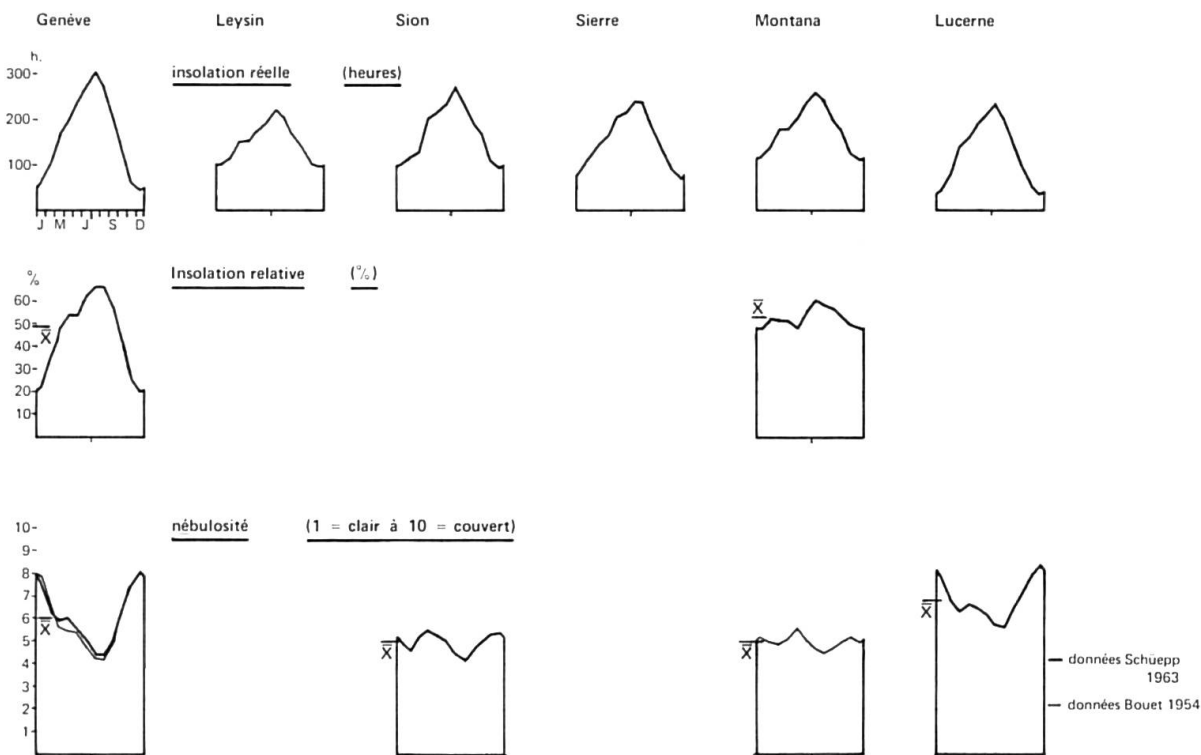 Genève Leysin Sion Sierre Montana Lucerne
h.
insolation réelle (heures)
300-
200-
100-
J M J S D
%
Insolation relative (%)
60-
50-
X̄
40-
30-
20-
10-
X̄
nébulosité (1 = clair à 10 = couvert)
10-
9-
8-
7-
6-
X̄
5-
4-
3-
2-
1-
X̄
X̄
X̄
données Schüepp
1963
données Bouet 1954